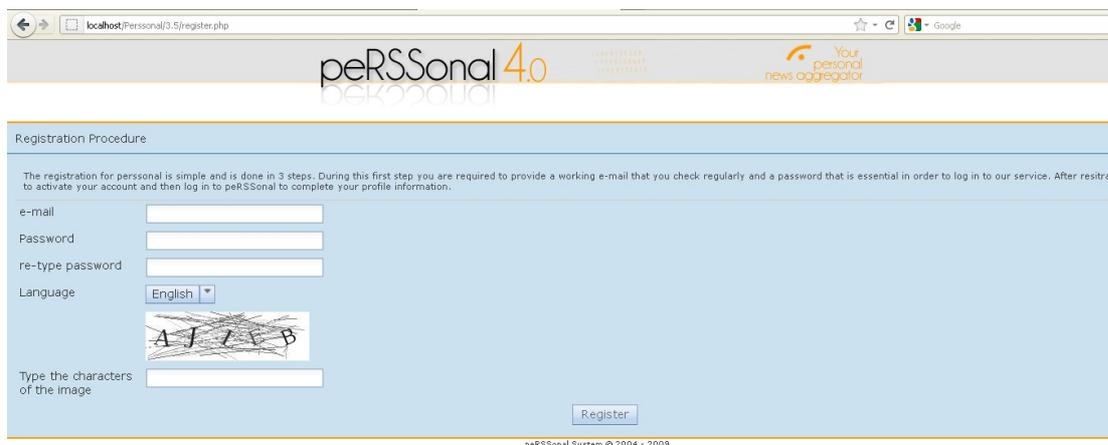 localhost/Perssonal/3.5/register.php
Google
peRSSonal 4.0
Your
personal
news aggregator
Registration Procedure
The registration for perssonal is simple and is done in 3 steps. During this first step you are required to provide a working e-mail that you check regularly and a password that is essential in order to log in to our service. After resitra
to activate your account and then log in to peRSSonal to complete your profile information.
e-mail
Password
re-type password
Language
English
Type the characters
of the image
Register
peRSSonal System © 2004 - 2009